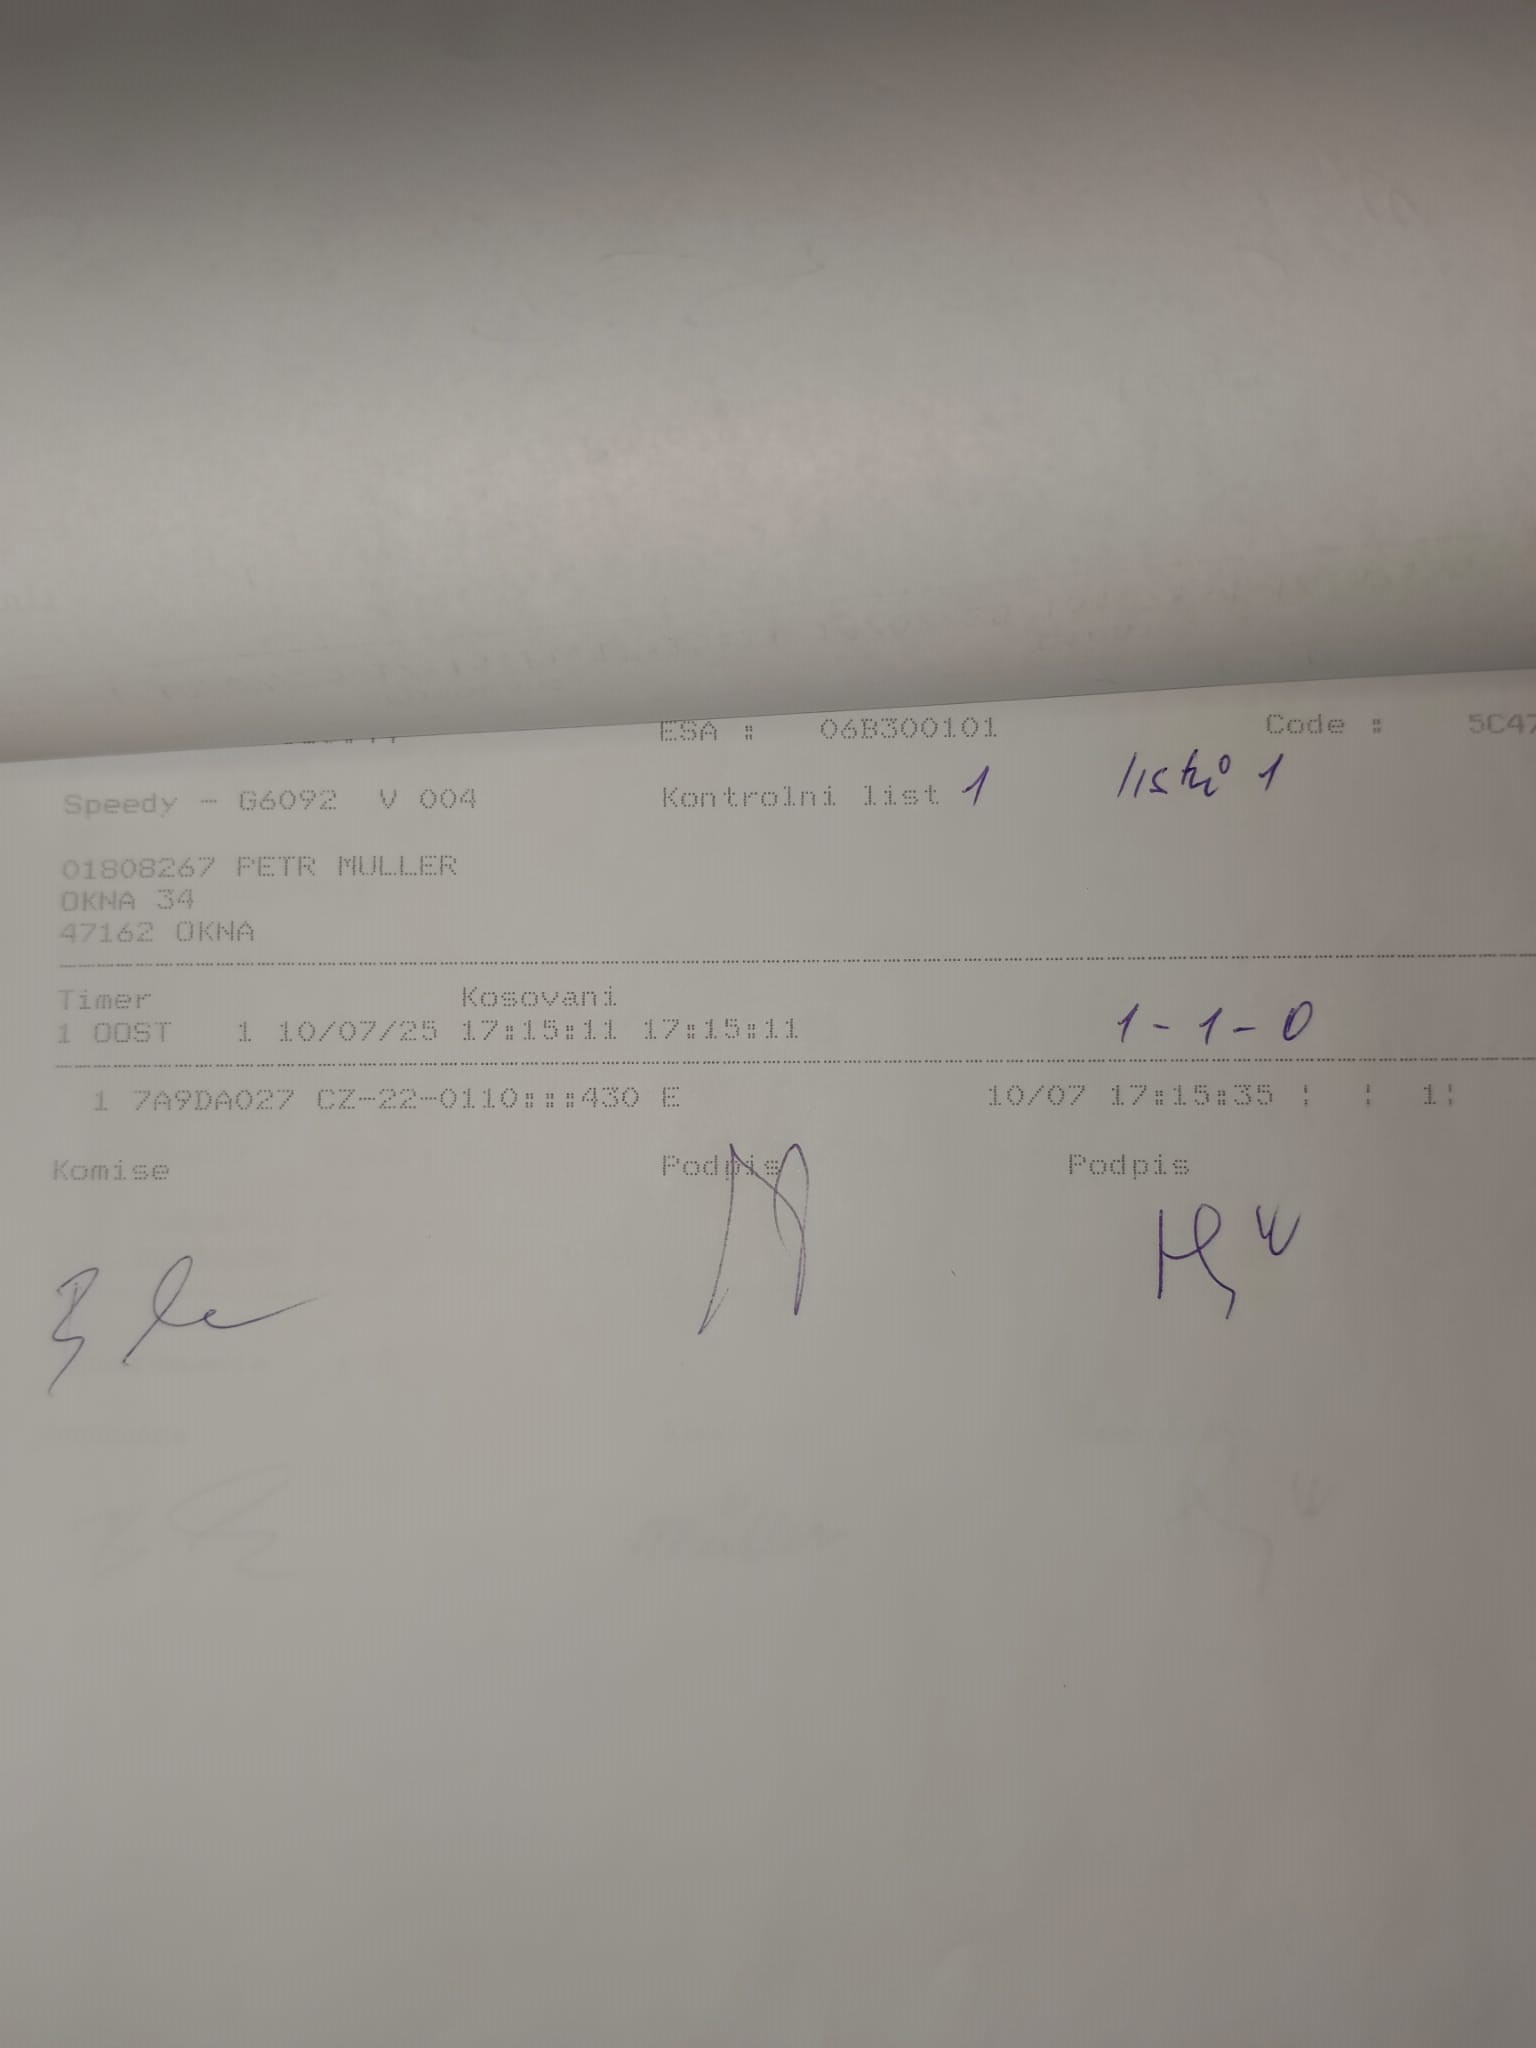 ESA : 06B300101 Code : 5C47
Speedy - G6092 V 004 Kontrolni list 1 lístků 1
01808267 PETR MULLER
OKNA 34
47162 OKNA
Timer Kosovani
1 OOST 1 10/07/25 17:15:11 17:15:11 1-1-0
1 7A9DA027 CZ-22-0110:::430 E 10/07 17:15:35 ¦ ¦ 1¦
Komise Podpis Podpis